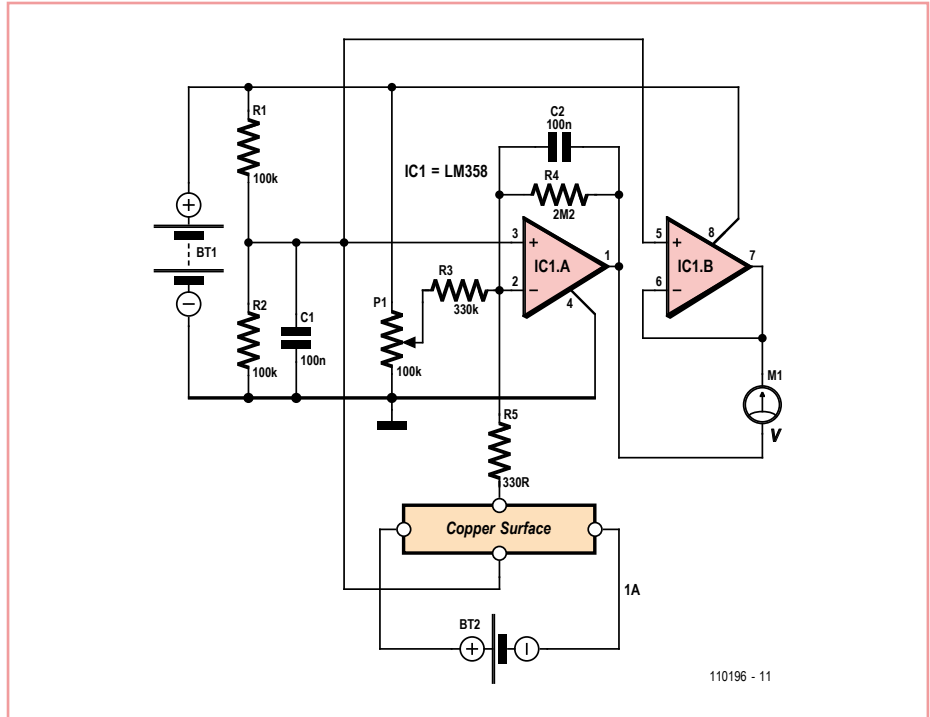 R1
100k
BT1
R2
100k
C1
100n
P1
100k
IC1 = LM358
R3
330k
C2
100n
R4
2M2
3
+
2
−
IC1.A
1
4
5
+
6
−
IC1.B
8
7
M1
V
R5
330R
Copper Surface
1A
BT2
+
−
110196 - 11